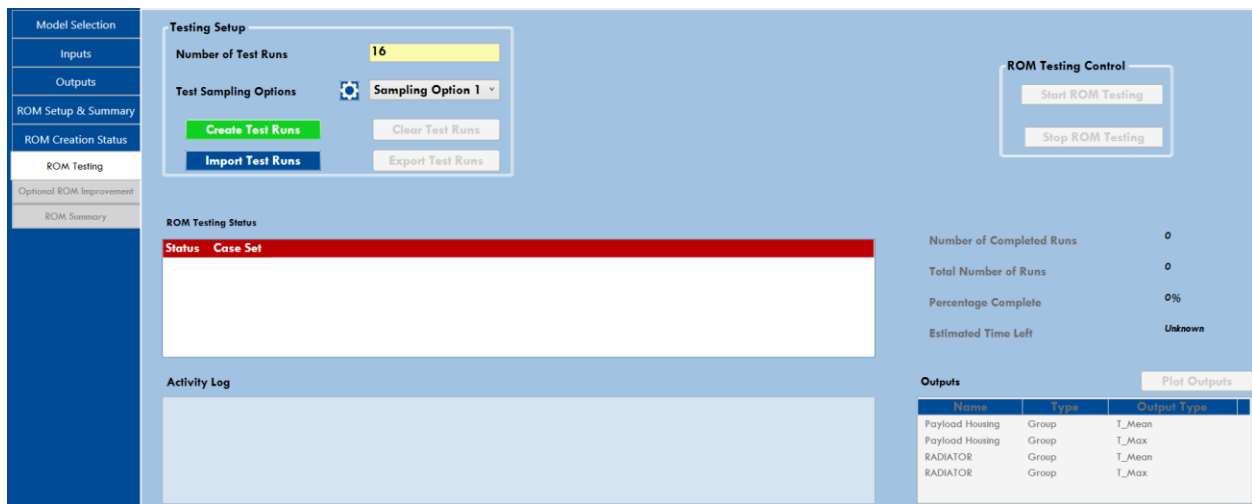 Model Selection
Inputs
Outputs
ROM Setup & Summary
ROM Creation Status
ROM Testing
Optional ROM Improvement
ROM Summary
Testing Setup
Number of Test Runs 16
Test Sampling Options Sampling Option 1
Create Test Runs Clear Test Runs
Import Test Runs Export Test Runs
ROM Testing Control
Start ROM Testing
Stop ROM Testing
ROM Testing Status
Status Case Set
Number of Completed Runs 0
Total Number of Runs 0
Percentage Complete 0%
Estimated Time Left Unknown
Activity Log
Outputs Plot Outputs
Name Type Output Type
Payload Housing Group T_Mean
Payload Housing Group T_Max
RADIATOR Group T_Mean
RADIATOR Group T_Max